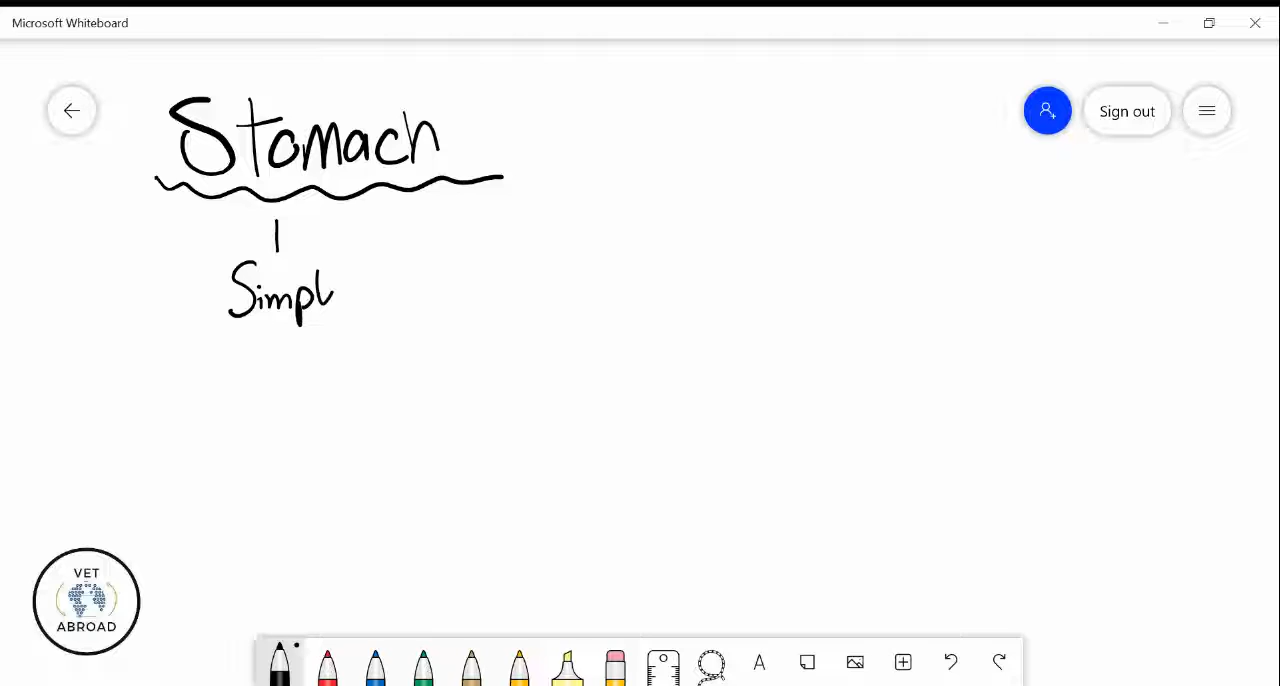 Microsoft Whiteboard
Stomach
Sign out
Simpl
VET
ABROAD